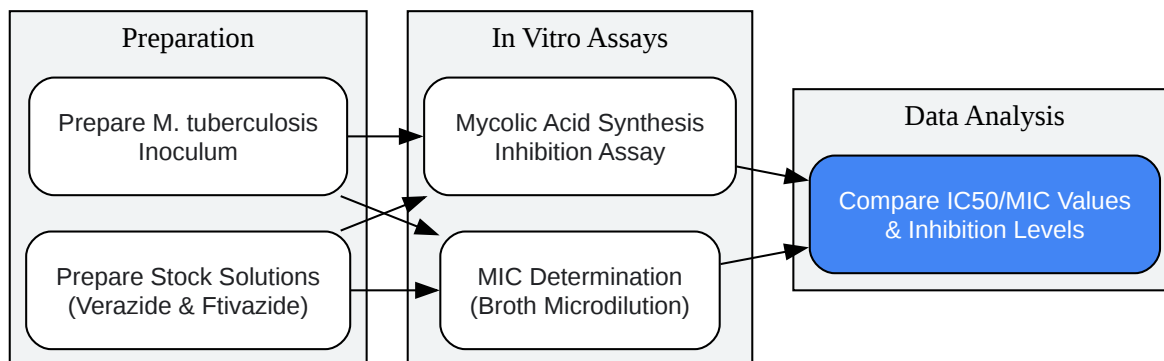 Preparation
Prepare M. tuberculosis
Inoculum
Prepare Stock Solutions
(Verazide & Ftivazide)
In Vitro Assays
Mycolic Acid Synthesis
Inhibition Assay
MIC Determination
(Broth Microdilution)
Data Analysis
Compare IC50/MIC Values
& Inhibition Levels